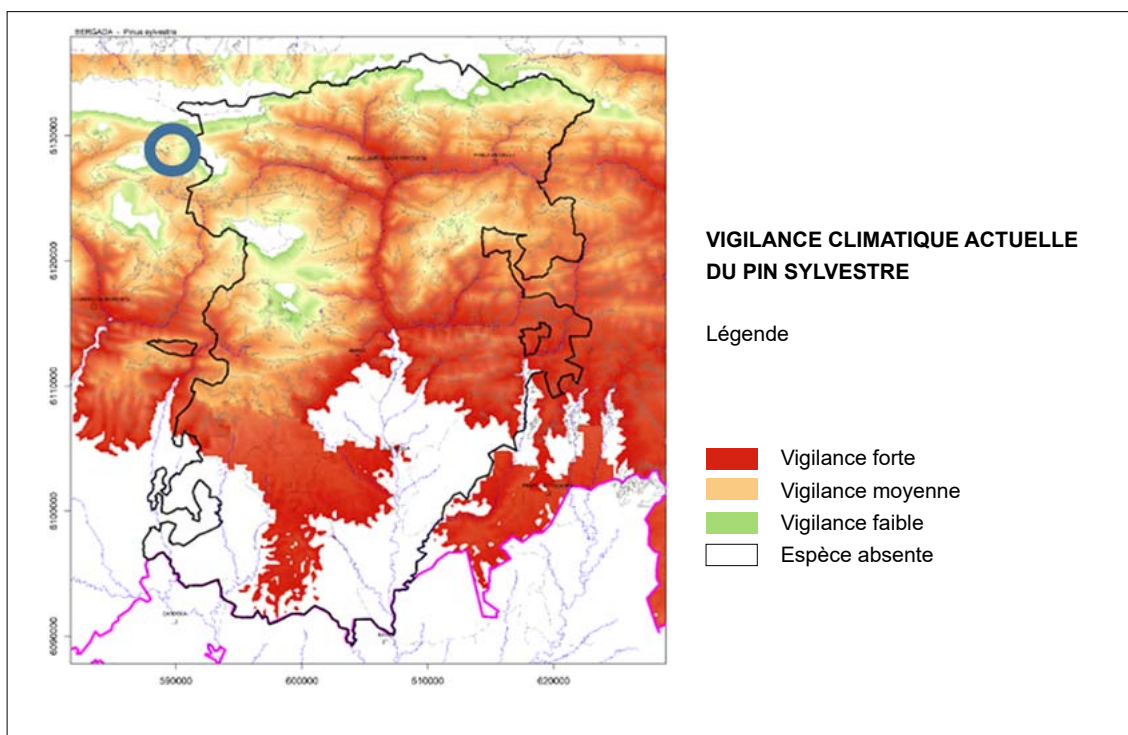 BERGADA - Pinus sylvestris
6130000
6120000
6110000
6100000
6090000
590000
600000
610000
620000
VIGILANCE CLIMATIQUE ACTUELLE
DU PIN SYLVESTRE
Légende
Vigilance forte
Vigilance moyenne
Vigilance faible
Espèce absente